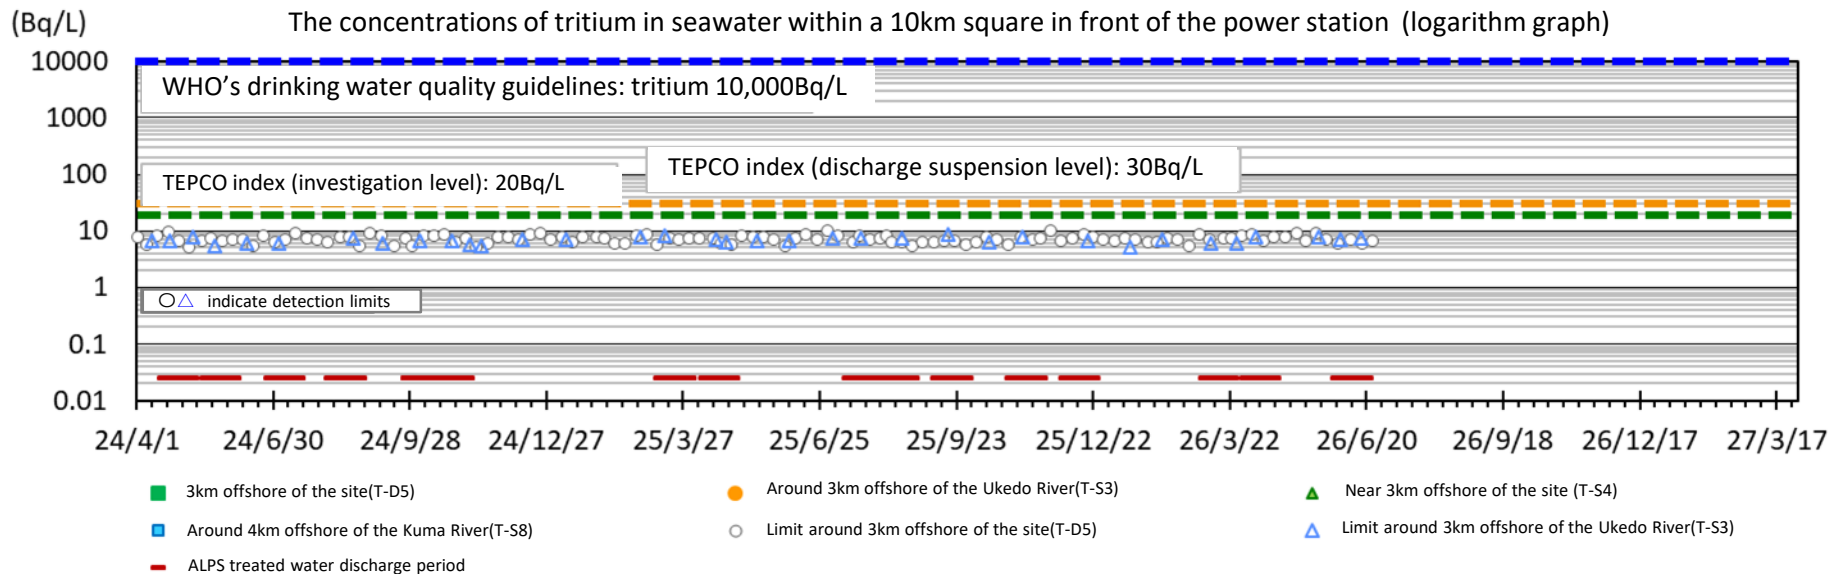 (Bq/L)
The concentrations of tritium in seawater within a 10km square in front of the power station (logarithm graph)
10000
WHO's drinking water quality guidelines: tritium 10,000Bq/L
1000
100
TEPCO index (investigation level): 20Bq/L
TEPCO index (discharge suspension level): 30Bq/L
10
1
○△ indicate detection limits
0.1
0.01
24/4/1 24/6/30 24/9/28 24/12/27 25/3/27 25/6/25 25/9/23 25/12/22 26/3/22 26/6/20 26/9/18 26/12/17 27/3/17
3km offshore of the site(T-D5)
Around 3km offshore of the Ukedo River(T-S3)
Near 3km offshore of the site (T-S4)
Around 4km offshore of the Kuma River(T-S8)
Limit around 3km offshore of the site(T-D5)
Limit around 3km offshore of the Ukedo River(T-S3)
ALPS treated water discharge period